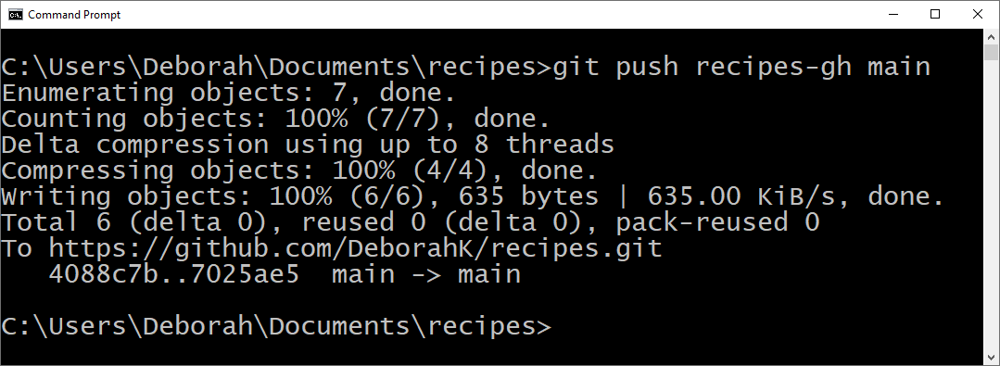 Command Prompt
C:\Users\Deborah\Documents\recipes>git push recipes-gh main
Enumerating objects: 7, done.
Counting objects: 100% (7/7), done.
Delta compression using up to 8 threads
Compressing objects: 100% (4/4), done.
Writing objects: 100% (6/6), 635 bytes | 635.00 KiB/s, done.
Total 6 (delta 0), reused 0 (delta 0), pack-reused 0
To https://github.com/DeborahK/recipes.git
   4088c7b..7025ae5  main -> main
C:\Users\Deborah\Documents\recipes>